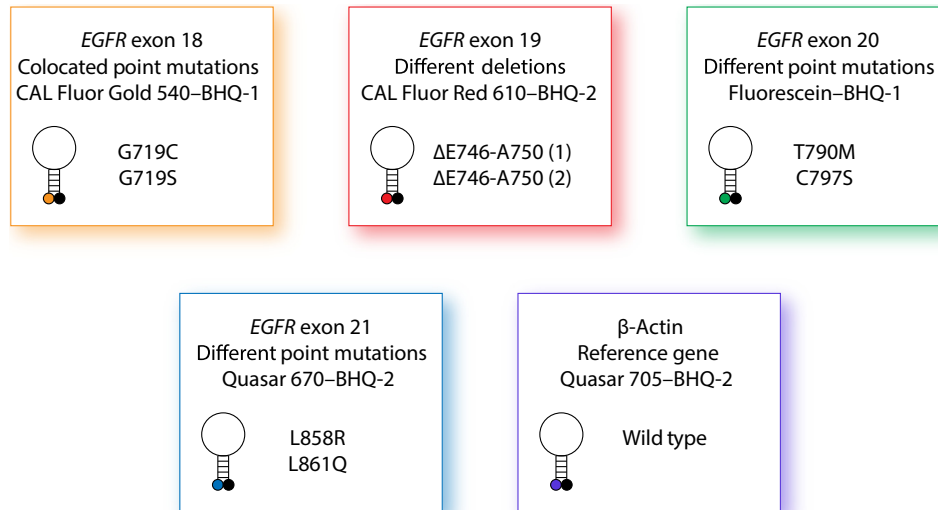 EGFR exon 18
Colocated point mutations
CAL Fluor Gold 540–BHQ-1
G719C
G719S
EGFR exon 19
Different deletions
CAL Fluor Red 610–BHQ-2
ΔE746-A750 (1)
ΔE746-A750 (2)
EGFR exon 20
Different point mutations
Fluorescein–BHQ-1
T790M
C797S
EGFR exon 21
Different point mutations
Quasar 670–BHQ-2
L858R
L861Q
β-Actin
Reference gene
Quasar 705–BHQ-2
Wild type